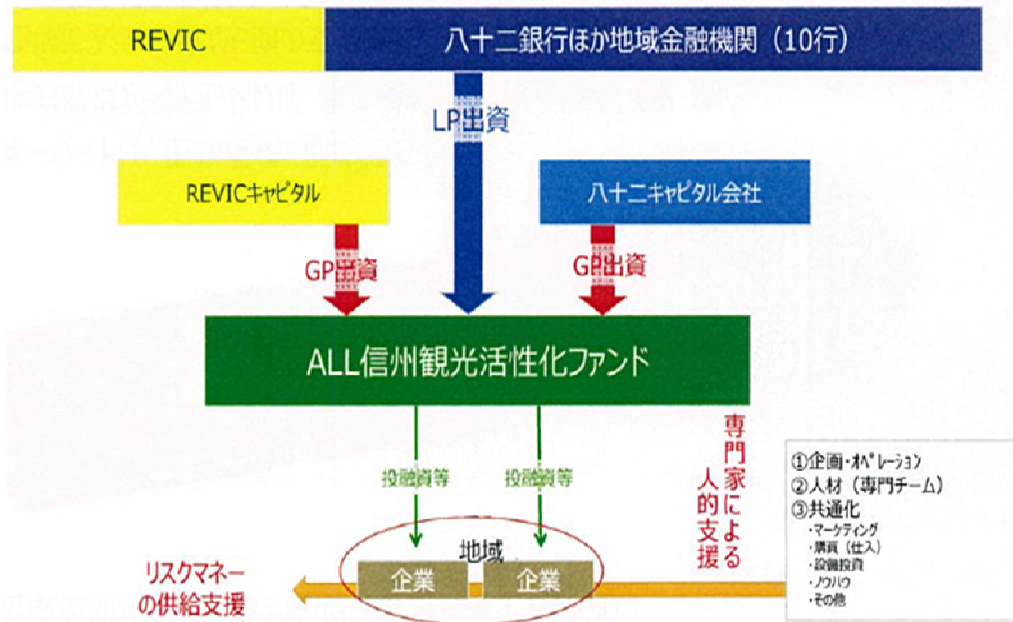 REVIC
八十二銀行ほか地域金融機関（10行）
LP出資
REVICキャピタル
八十二キャピタル会社
GP出資
GP出資
ALL信州観光活性化ファンド
投融資等
投融資等
専門家による
人的支援
①企画・オペレーション
②人材（専門チーム）
③共通化
・マーケティング
・購買（仕入）
・設備投資
・ノウハウ
・その他
地域
企業
企業
リスクマネー
の供給支援